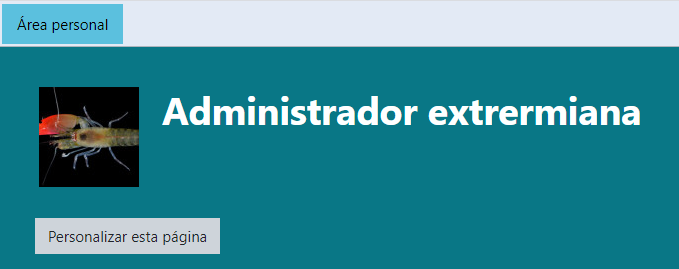 Área personal
Administrador extrermiana
Personalizar esta página